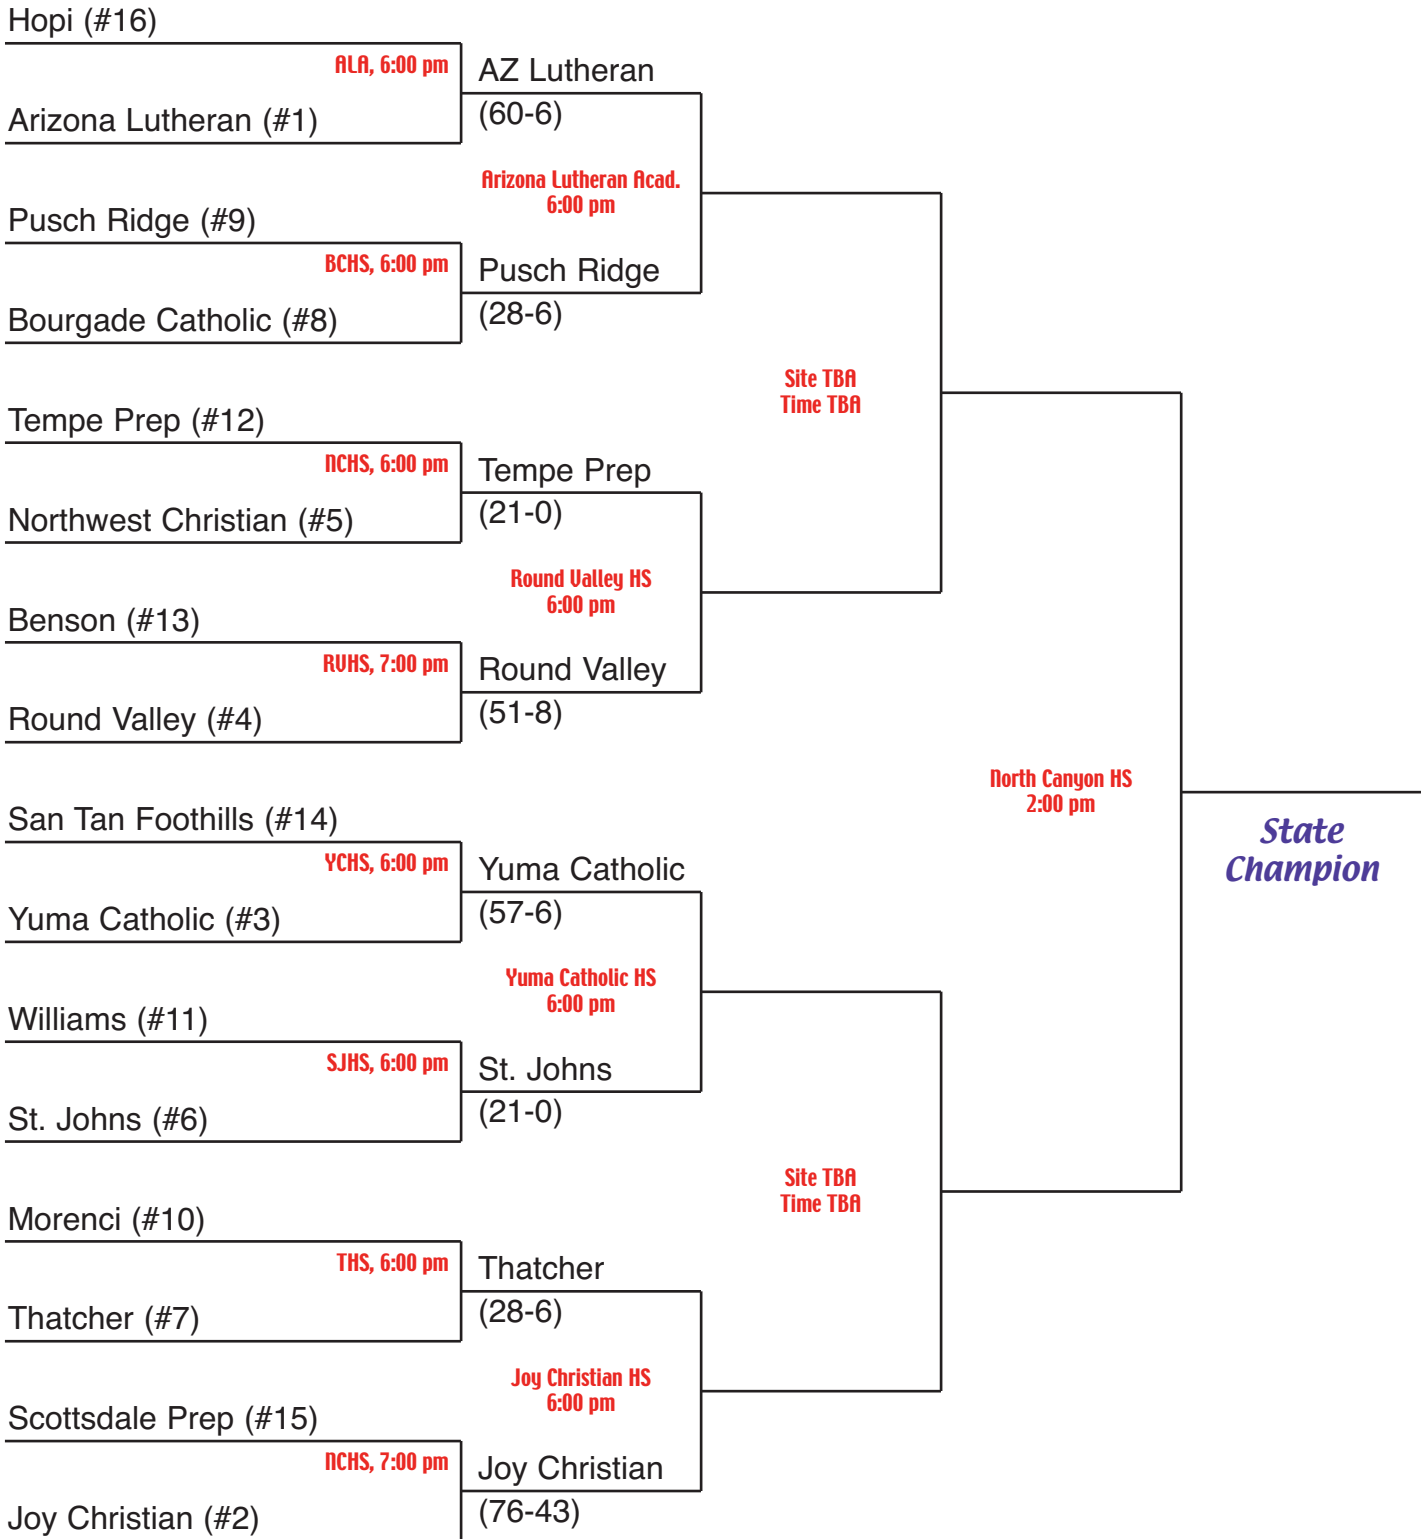 Hopi (#16)
ALA, 6:00 pm
AZ Lutheran
Arizona Lutheran (#1)
(60-6)
Arizona Lutheran Acad.
6:00 pm
Pusch Ridge (#9)
BCHS, 6:00 pm
Pusch Ridge
Bourgade Catholic (#8)
(28-6)
Site TBA
Time TBA
Tempe Prep (#12)
NCHS, 6:00 pm
Tempe Prep
Northwest Christian (#5)
(21-0)
Round Valley HS
6:00 pm
Benson (#13)
RVHS, 7:00 pm
Round Valley
Round Valley (#4)
(51-8)
North Canyon HS
2:00 pm
State
Champion
San Tan Foothills (#14)
YCHS, 6:00 pm
Yuma Catholic
Yuma Catholic (#3)
(57-6)
Yuma Catholic HS
6:00 pm
Williams (#11)
SJHS, 6:00 pm
St. Johns
St. Johns (#6)
(21-0)
Site TBA
Time TBA
Morenci (#10)
THS, 6:00 pm
Thatcher
Thatcher (#7)
(28-6)
Joy Christian HS
6:00 pm
Scottsdale Prep (#15)
NCHS, 7:00 pm
Joy Christian
Joy Christian (#2)
(76-43)